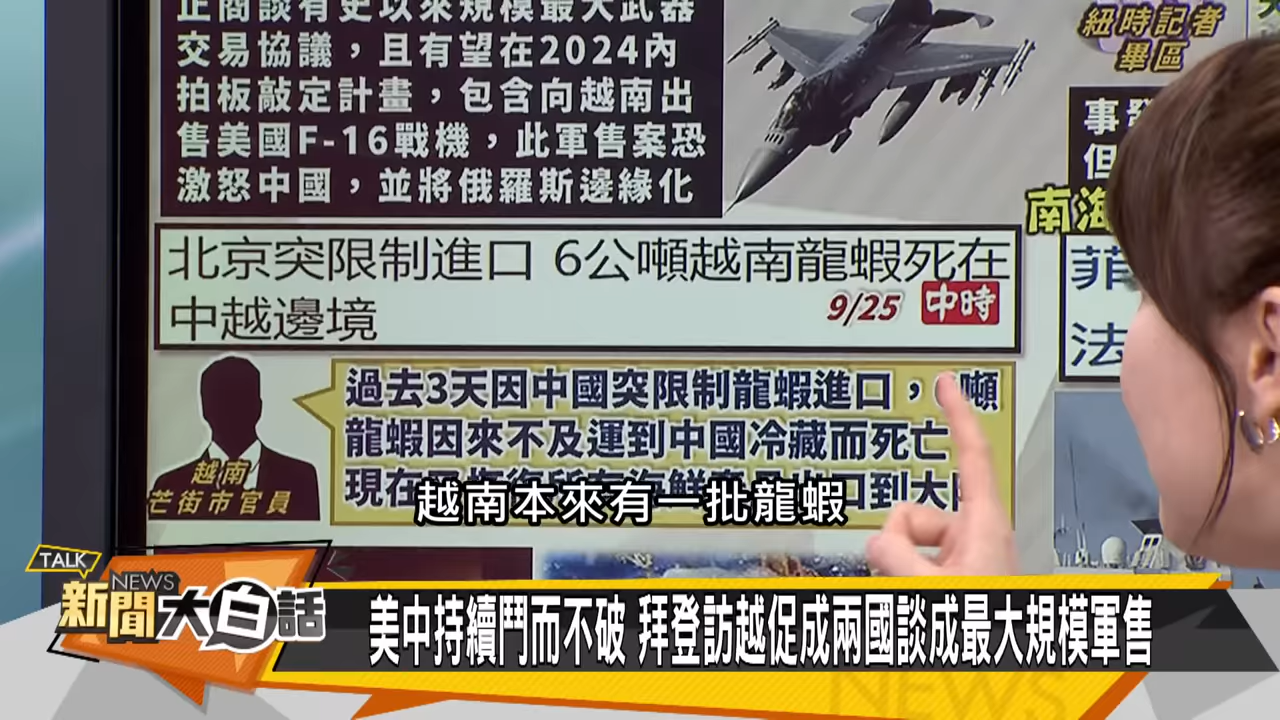 正商談有史以來規模最大武器
交易協議，且有望在2024內
拍板敲定計畫，包含向越南出
售美國F-16戰機，此軍售案恐
激怒中國，並將俄羅斯邊緣化
紐時記者
畢區
事發
但
南海
北京突限制進口 6公噸越南龍蝦死在
中越邊境
9/25 中時
菲
法
過去3天因中國突限制龍蝦進口，
噸
龍蝦因來不及運到中國冷藏而死亡
現在
到大
越南
芒街市官員
越南本來有一批龍蝦
TALK
NEWS
新聞大白話
美中持續鬥而不破 拜登訪越促成兩國談成最大規模軍售
NEWS